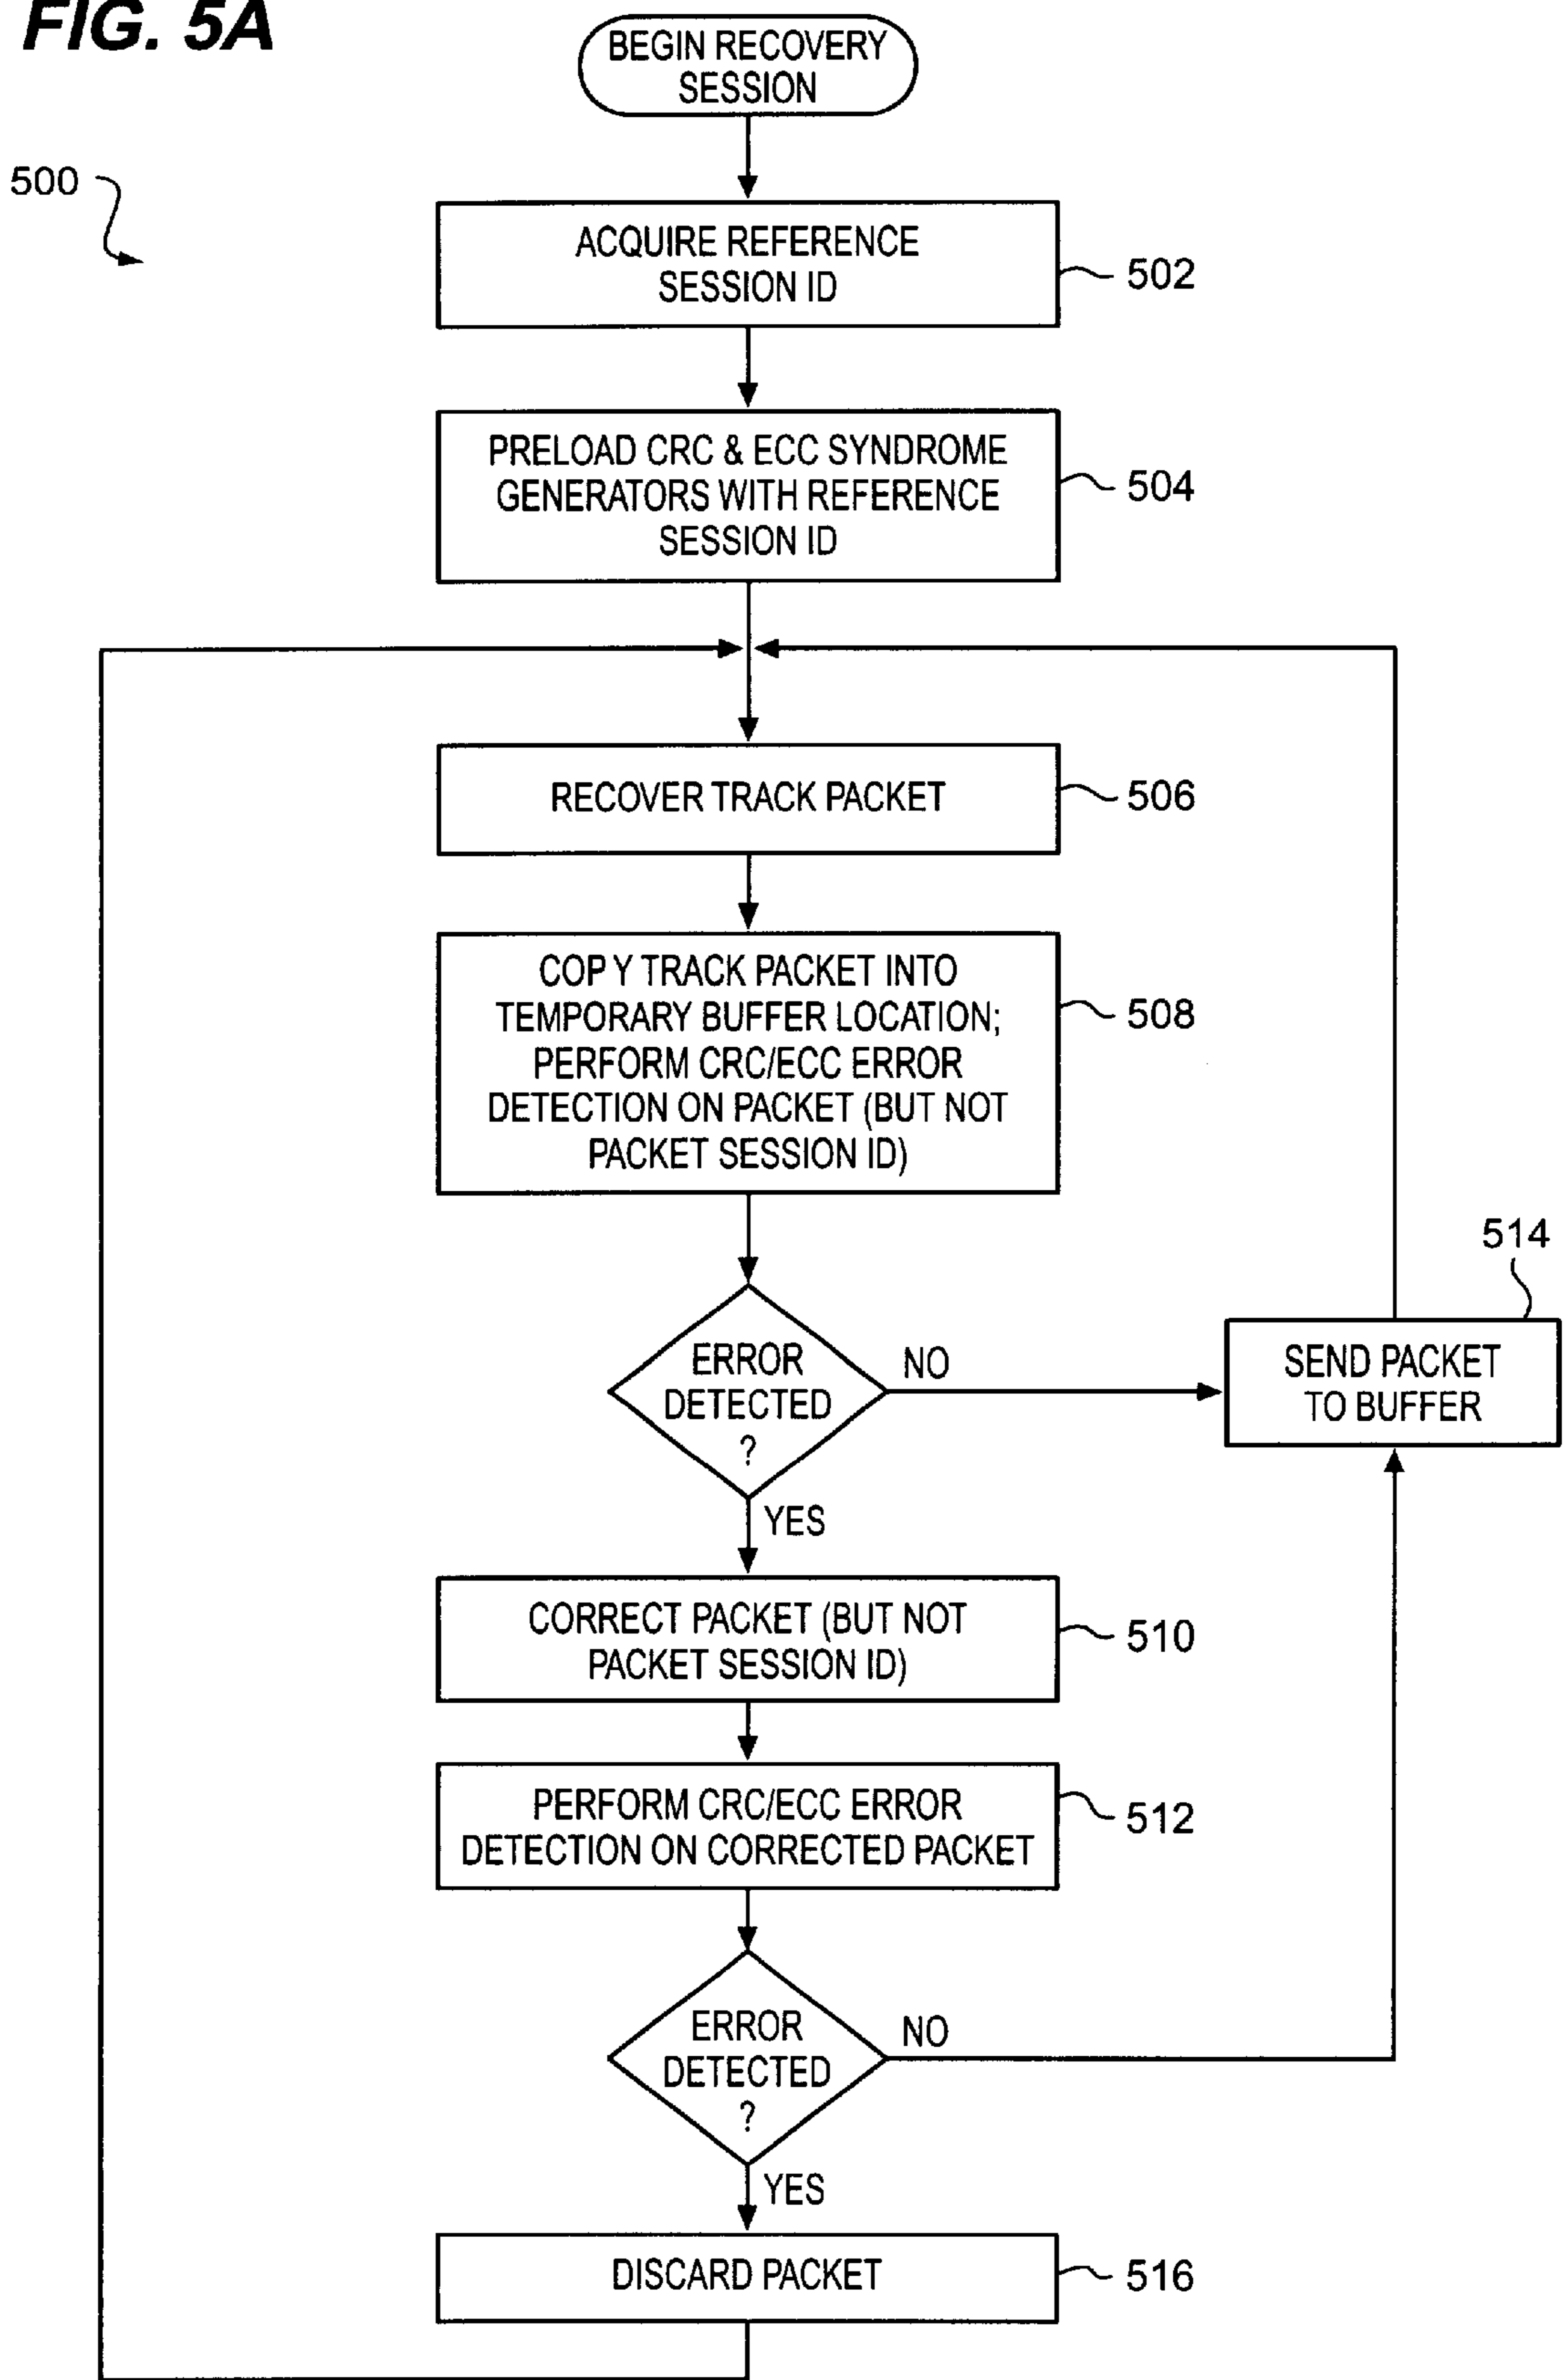 FIG. 5A
BEGIN RECOVERY
SESSION
500
ACQUIRE REFERENCE
SESSION ID
502
PRELOAD CRC & ECC SYNDROME
GENERATORS WITH REFERENCE
SESSION ID
504
RECOVER TRACK PACKET
506
COPY TRACK PACKET INTO
TEMPORARY BUFFER LOCATION;
PERFORM CRC/ECC ERROR
DETECTION ON PACKET (BUT NOT
PACKET SESSION ID)
508
ERROR
DETECTED
?
NO
YES
514
SEND PACKET
TO BUFFER
CORRECT PACKET (BUT NOT
PACKET SESSION ID)
510
PERFORM CRC/ECC ERROR
DETECTION ON CORRECTED PACKET
512
ERROR
DETECTED
?
NO
YES
DISCARD PACKET
516